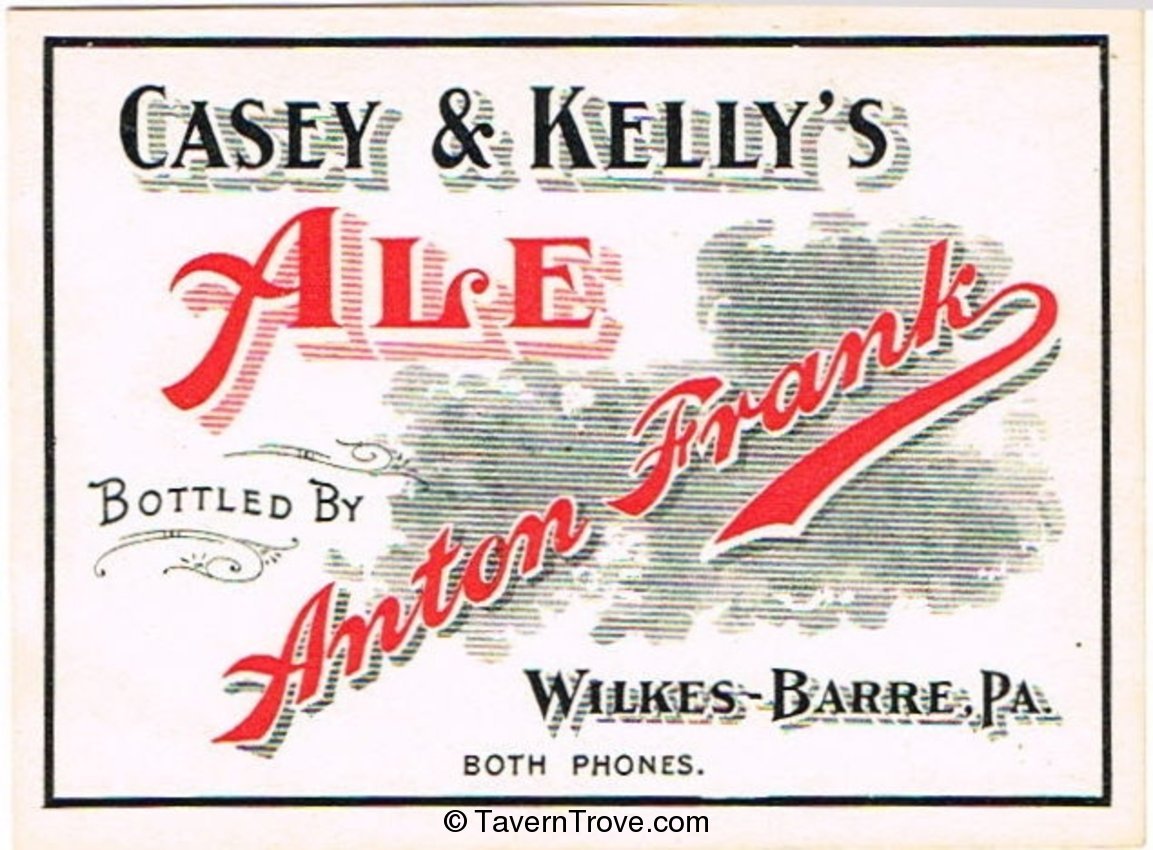 CASEY & KELLY'S
ALE
BOTTLED BY
Anton Frank
WILKES-BARRE, PA.
BOTH PHONES.
© TavernTrove.com